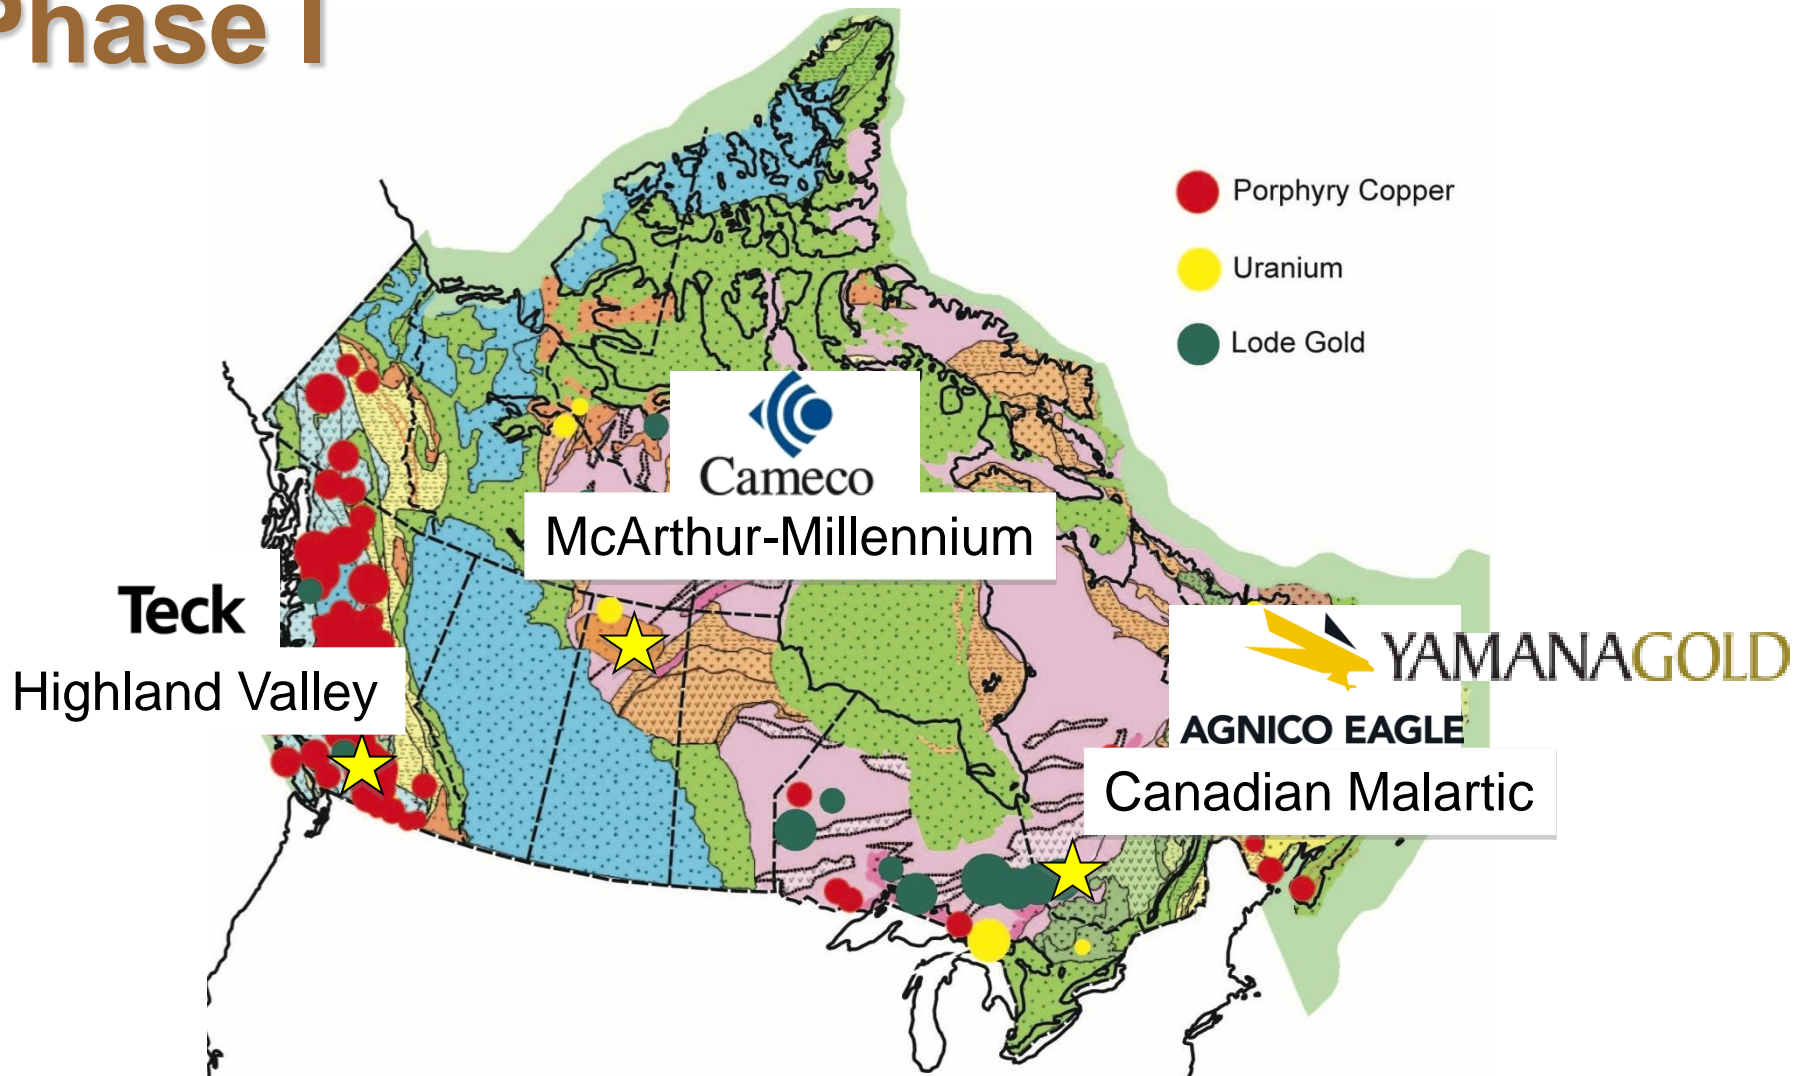 Phase I
Porphyry Copper
Uranium
Lode Gold
Cameco
McArthur-Millennium
Teck
Highland Valley
YAMANAGOLD
AGNICO EAGLE
Canadian Malartic